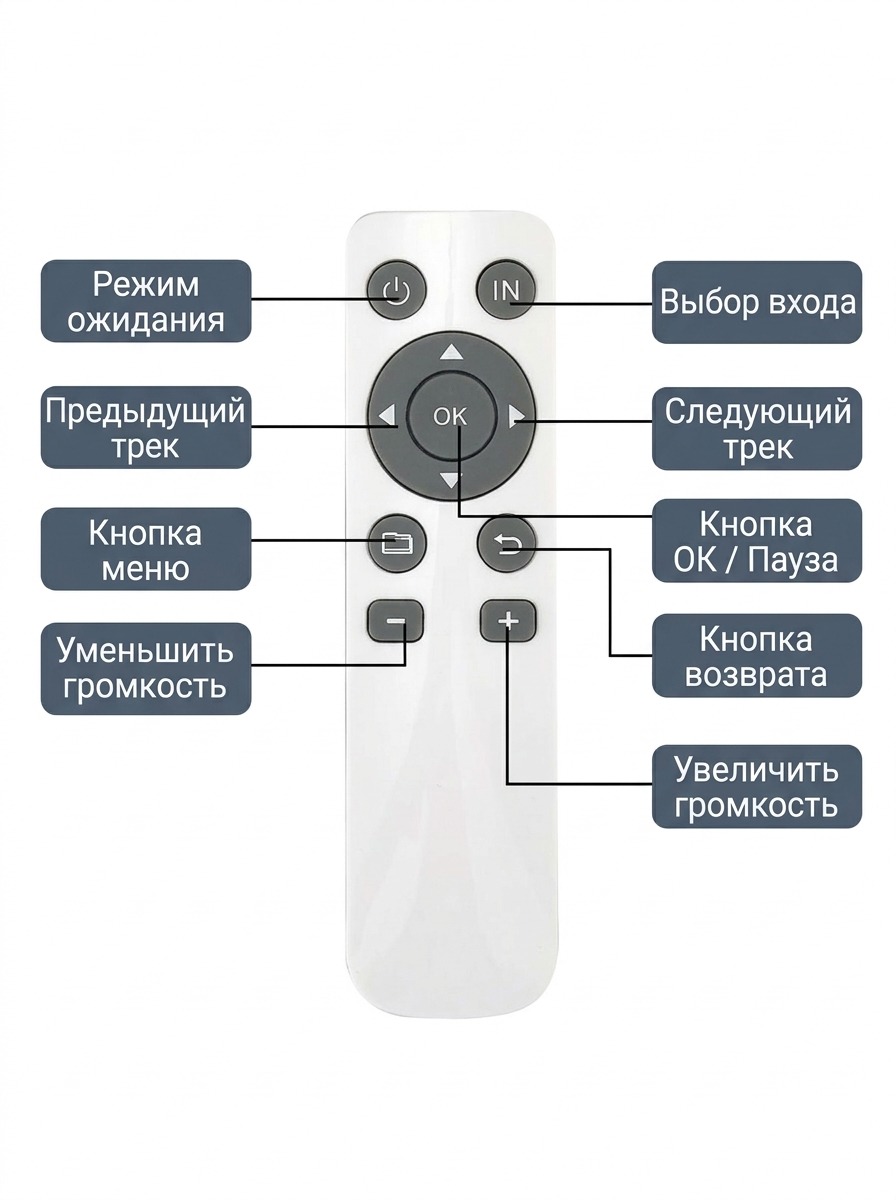 Режим
ожидания
IN
Выбор входа
Предыдущий
трек
OK
Следующий
трек
Кнопка
ОК / Пауза
Кнопка
меню
Кнопка
возврата
Уменьшить
громкость
Увеличить
громкость